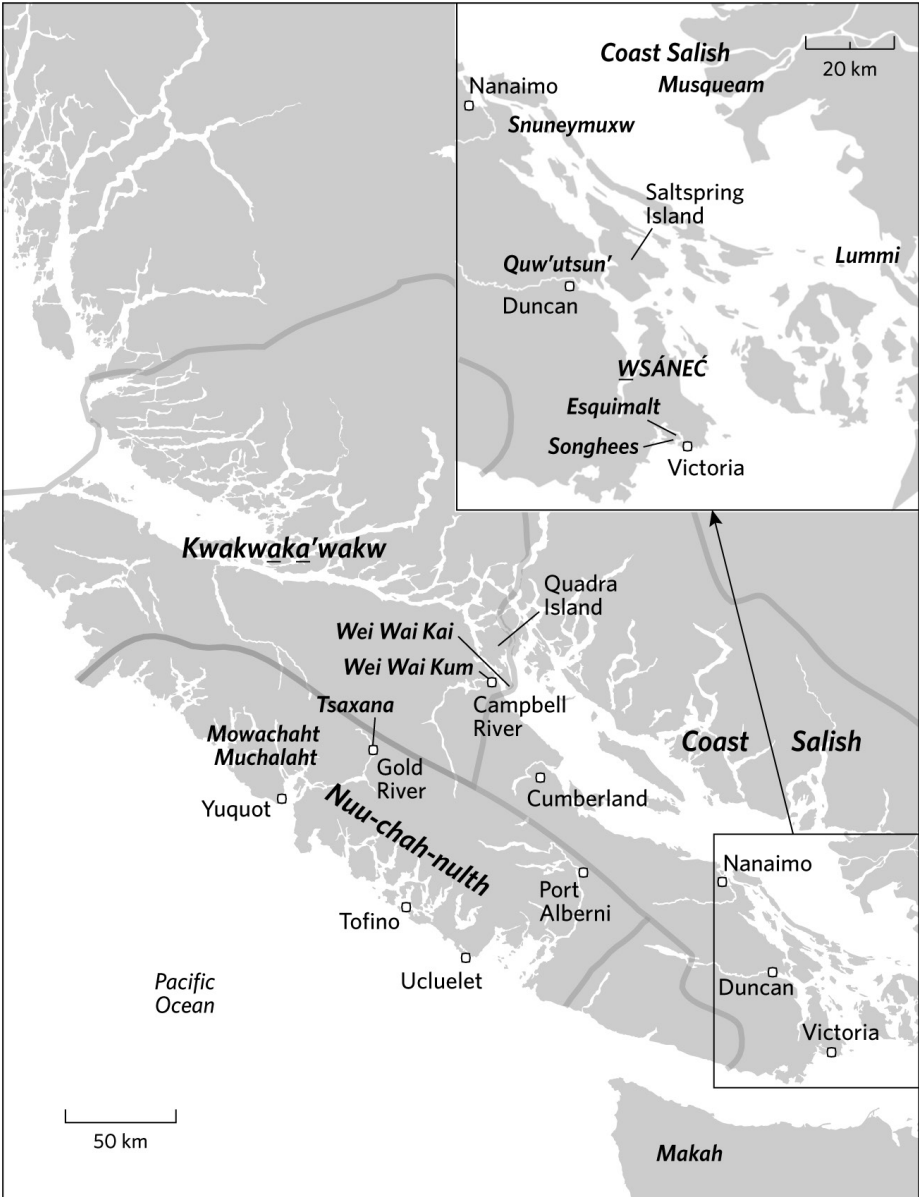 Coast Salish
Musqueam
20 km
Nanaimo
Snuneymuxw
Saltspring
Island
Lummi
Quw'utsun'
Duncan
W̱SÁNEĆ
Esquimalt
Songhees
Victoria
Kwakwa̱ka̱'wakw
Quadra
Island
Wei Wai Kai
Wei Wai Kum
Campbell
River
Tsaxana
Mowachaht
Muchalaht
Gold
River
Yuquot
Coast Salish
Cumberland
Nuu-chah-nulth
Nanaimo
Port
Alberni
Tofino
Ucluelet
Duncan
Pacific
Ocean
Victoria
50 km
Makah